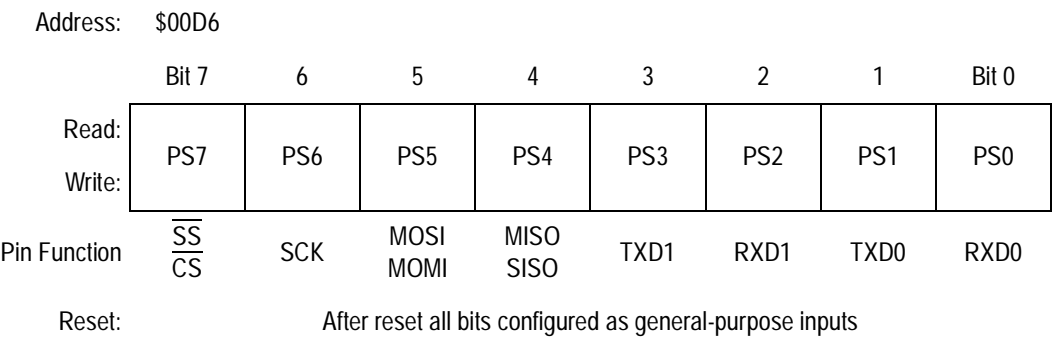 Address: $00D6
Bit 7 6 5 4 3 2 1 Bit 0
Read:
PS7 PS6 PS5 PS4 PS3 PS2 PS1 PS0
Write:
Pin Function S̅S̅ SCK MOSI MISO TXD1 RXD1 TXD0 RXD0
C̅S̅ MOMI SISO
Reset: After reset all bits configured as general-purpose inputs